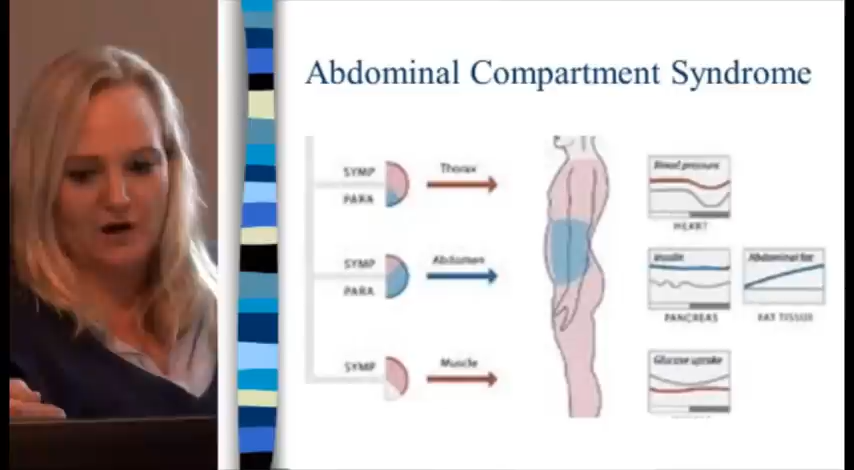 Abdominal Compartment Syndrome
SYMP
PARA
Thorax
Blood pressure
HEART
SYMP
PARA
Abdomen
Insulin
PANCREAS
Abdominal fat
FAT TISSUE
SYMP
Muscle
Glucose uptake